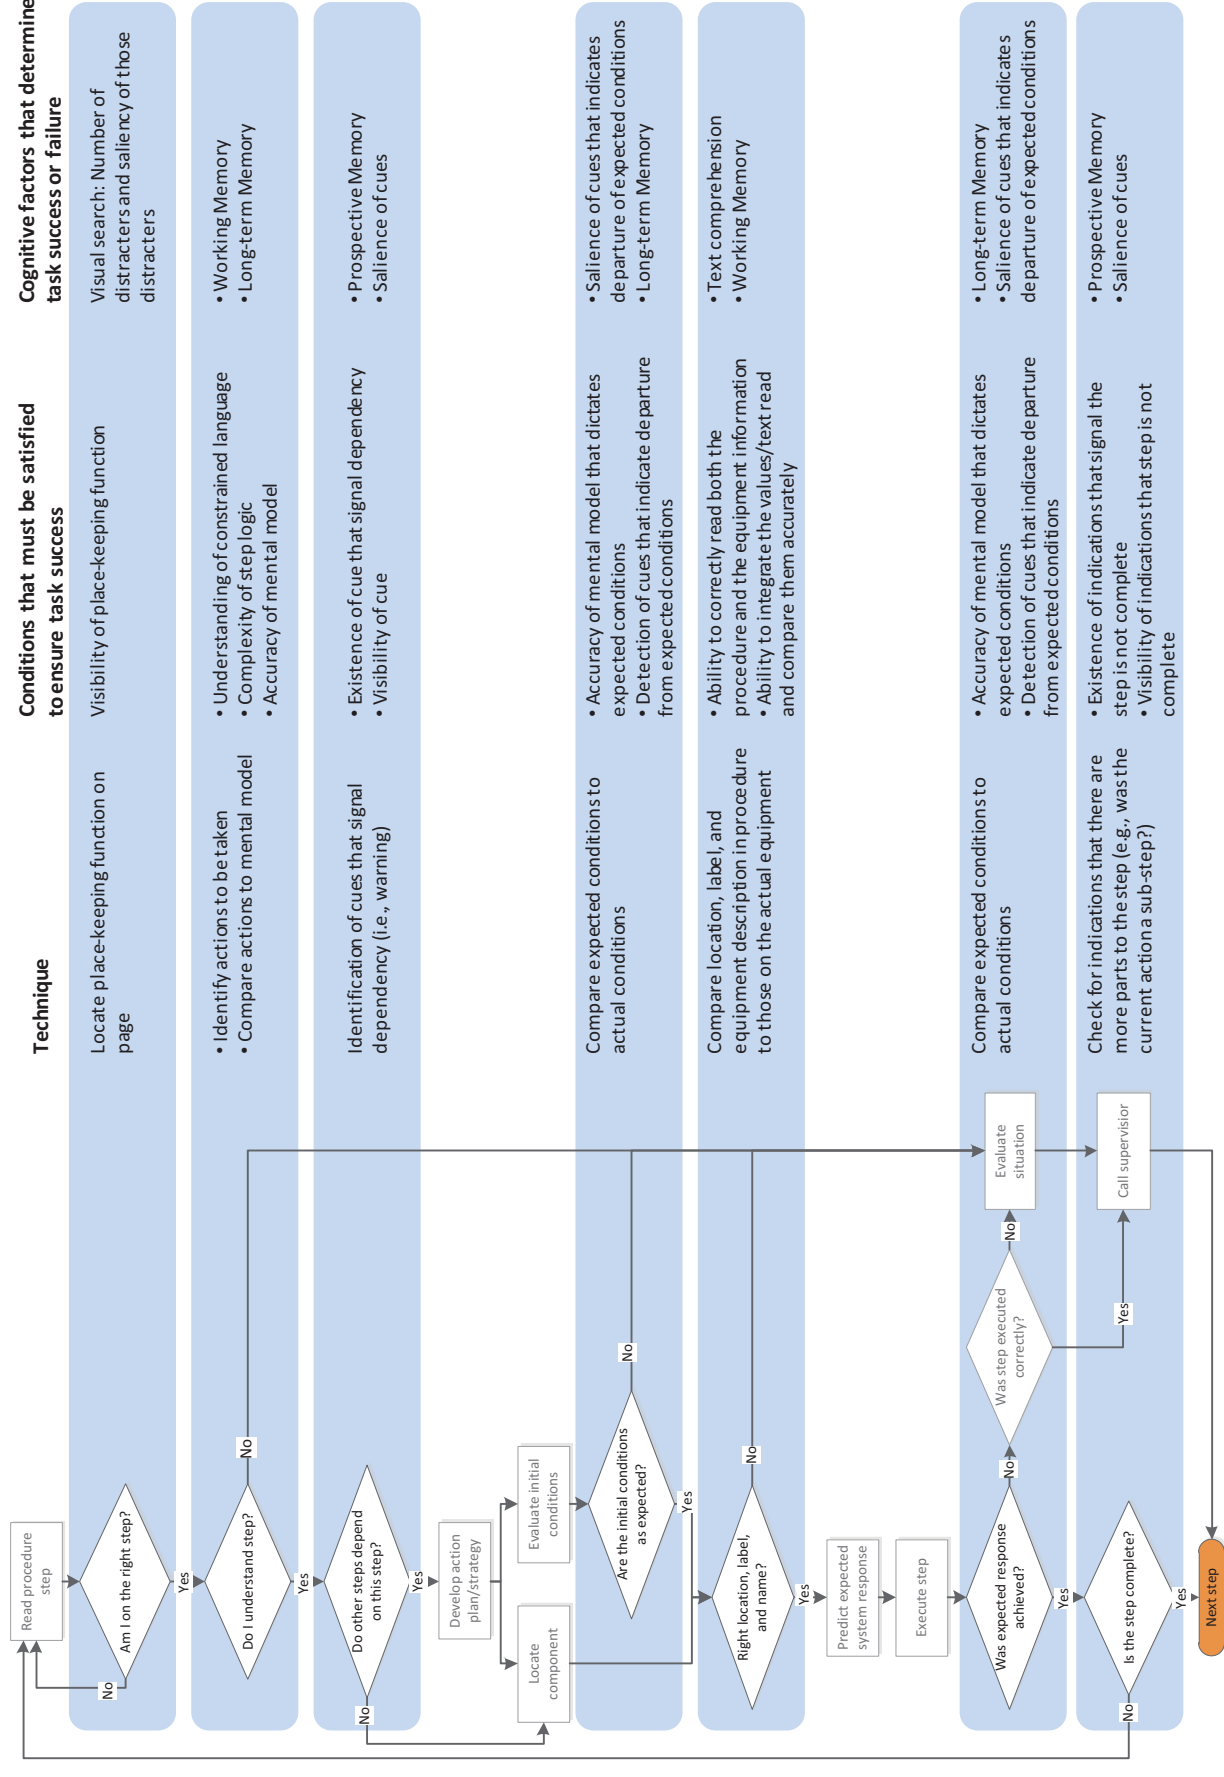 Technique
Conditions that must be satisfied
to ensure task success
Cognitive factors that determine
task success or failure
Read procedure
step
Am I on the right step?
No
Yes
Locate place-keeping function on
page
Visibility of place-keeping function
Visual search: Number of
distracters and saliency of those
distracters
Do I understand step?
No
Yes
• Identify actions to be taken
• Compare actions to mental model
• Understanding of constrained language
• Complexity of step logic
• Accuracy of mental model
• Working Memory
• Long-term Memory
Do other steps depend
on this step?
No
Yes
Identification of cues that signal
dependency (i.e., warning)
• Existence of cue that signal dependency
• Visibility of cue
• Prospective Memory
• Salience of cues
Develop action
plan/strategy
Locate
component
Evaluate initial
conditions
Are the initial conditions
as expected?
No
Yes
Compare expected conditions to
actual conditions
• Accuracy of mental model that dictates
expected conditions
• Detection of cues that indicate departure
from expected conditions
• Salience of cues that indicates
departure of expected conditions
• Long-term Memory
Right location, label,
and name?
No
Yes
Compare location, label, and
equipment description in procedure
to those on the actual equipment
• Ability to correctly read both the
procedure and the equipment information
• Ability to integrate the values/text read
and compare them accurately
• Text comprehension
• Working Memory
Predict expected
system response
Execute step
Was expected response
achieved?
No
Yes
Was step executed
correctly?
No
Yes
Evaluate
situation
Compare expected conditions to
actual conditions
• Accuracy of mental model that dictates
expected conditions
• Detection of cues that indicate departure
from expected conditions
• Long-term Memory
• Salience of cues that indicates
departure of expected conditions
Is the step complete?
No
Yes
Call supervisior
Check for indications that there are
more parts to the step (e.g., was the
current action a sub-step?)
• Existence of indications that signal the
step is not complete
• Visibility of indications that step is not
complete
• Prospective Memory
• Salience of cues
Next step